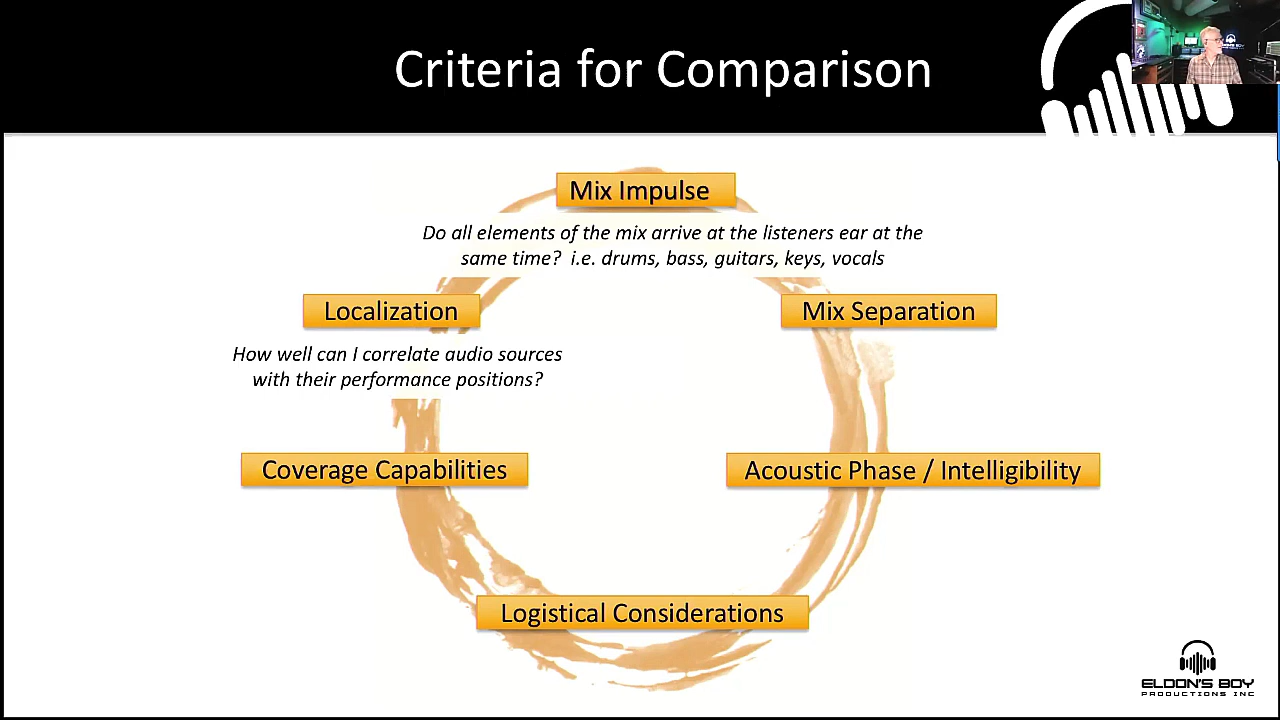 Criteria for Comparison
Mix Impulse
Do all elements of the mix arrive at the listeners ear at the
same time? i.e. drums, bass, guitars, keys, vocals
Localization
Mix Separation
How well can I correlate audio sources
with their performance positions?
Coverage Capabilities
Acoustic Phase / Intelligibility
Logistical Considerations
ELDON'S BOY
PRODUCTIONS INC